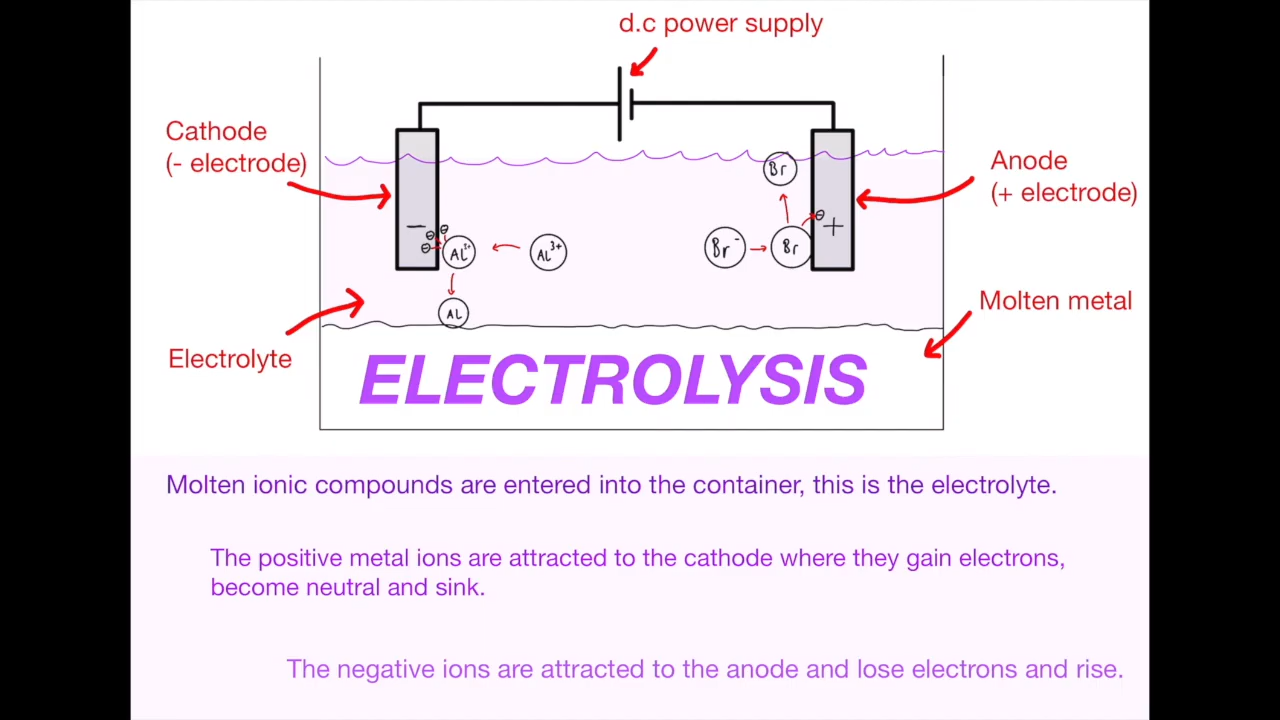 d.c power supply
Cathode
(- electrode)
Anode
(+ electrode)
Br
−
⊖
⊖
⊖
⊖
+
Al³⁺
Al³⁺
Br⁻
Br
Al
Molten metal
Electrolyte
ELECTROLYSIS
Molten ionic compounds are entered into the container, this is the electrolyte.
The positive metal ions are attracted to the cathode where they gain electrons,
become neutral and sink.
The negative ions are attracted to the anode and lose electrons and rise.